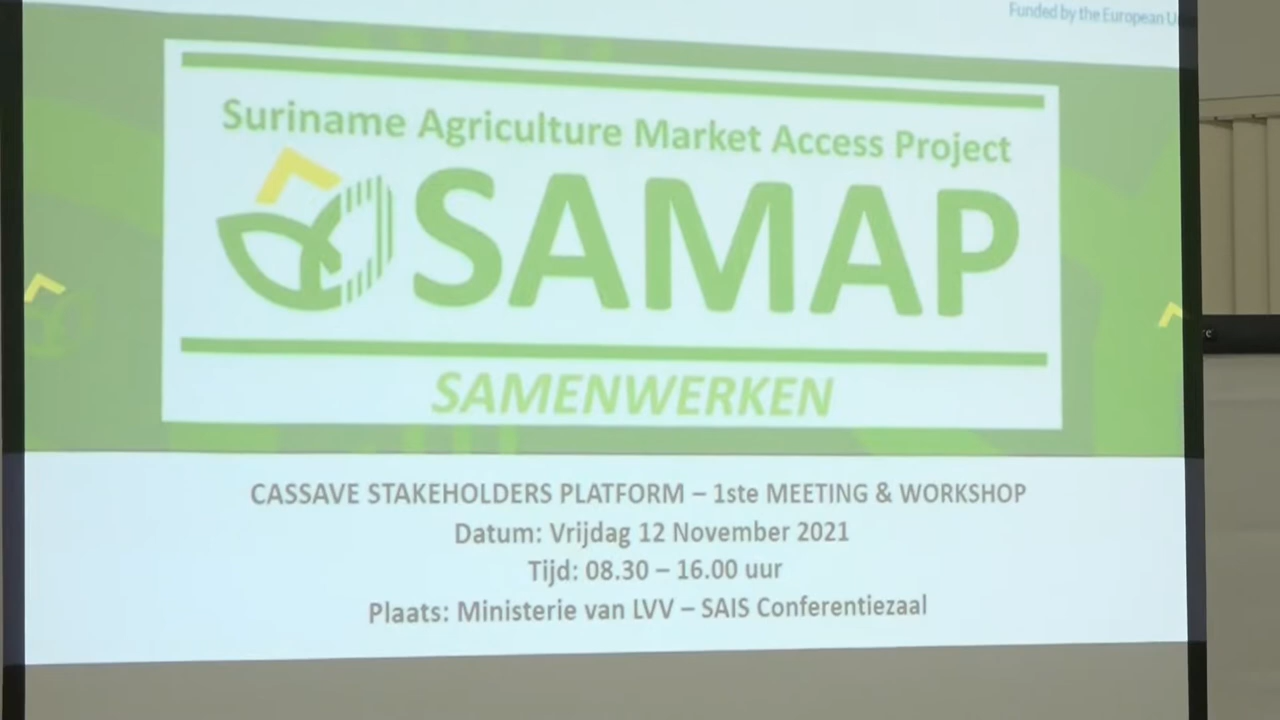 Funded by the European
Suriname Agriculture Market Access Project
SAMAP
SAMENWERKEN
CASSAVE STAKEHOLDERS PLATFORM – 1ste MEETING & WORKSHOP
Datum: Vrijdag 12 November 2021
Tijd: 08.30 – 16.00 uur
Plaats: Ministerie van LVV – SAIS Conferentiezaal